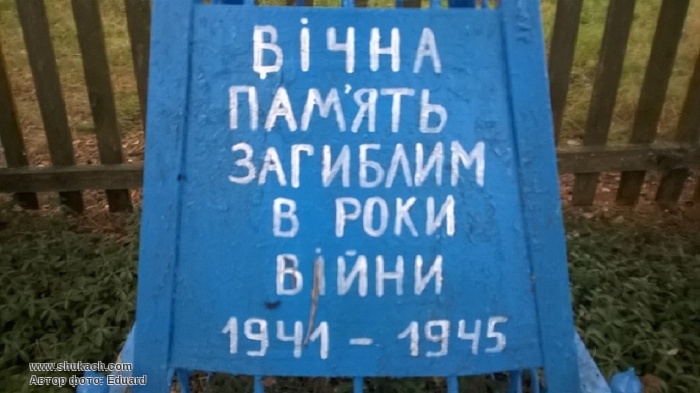 ВІЧНА
ПАМ'ЯТЬ
ЗАГИБЛИМ
В РОКИ
ВІЙНИ
1941 - 1945
www.shukach.com
Автор фото: Eduard